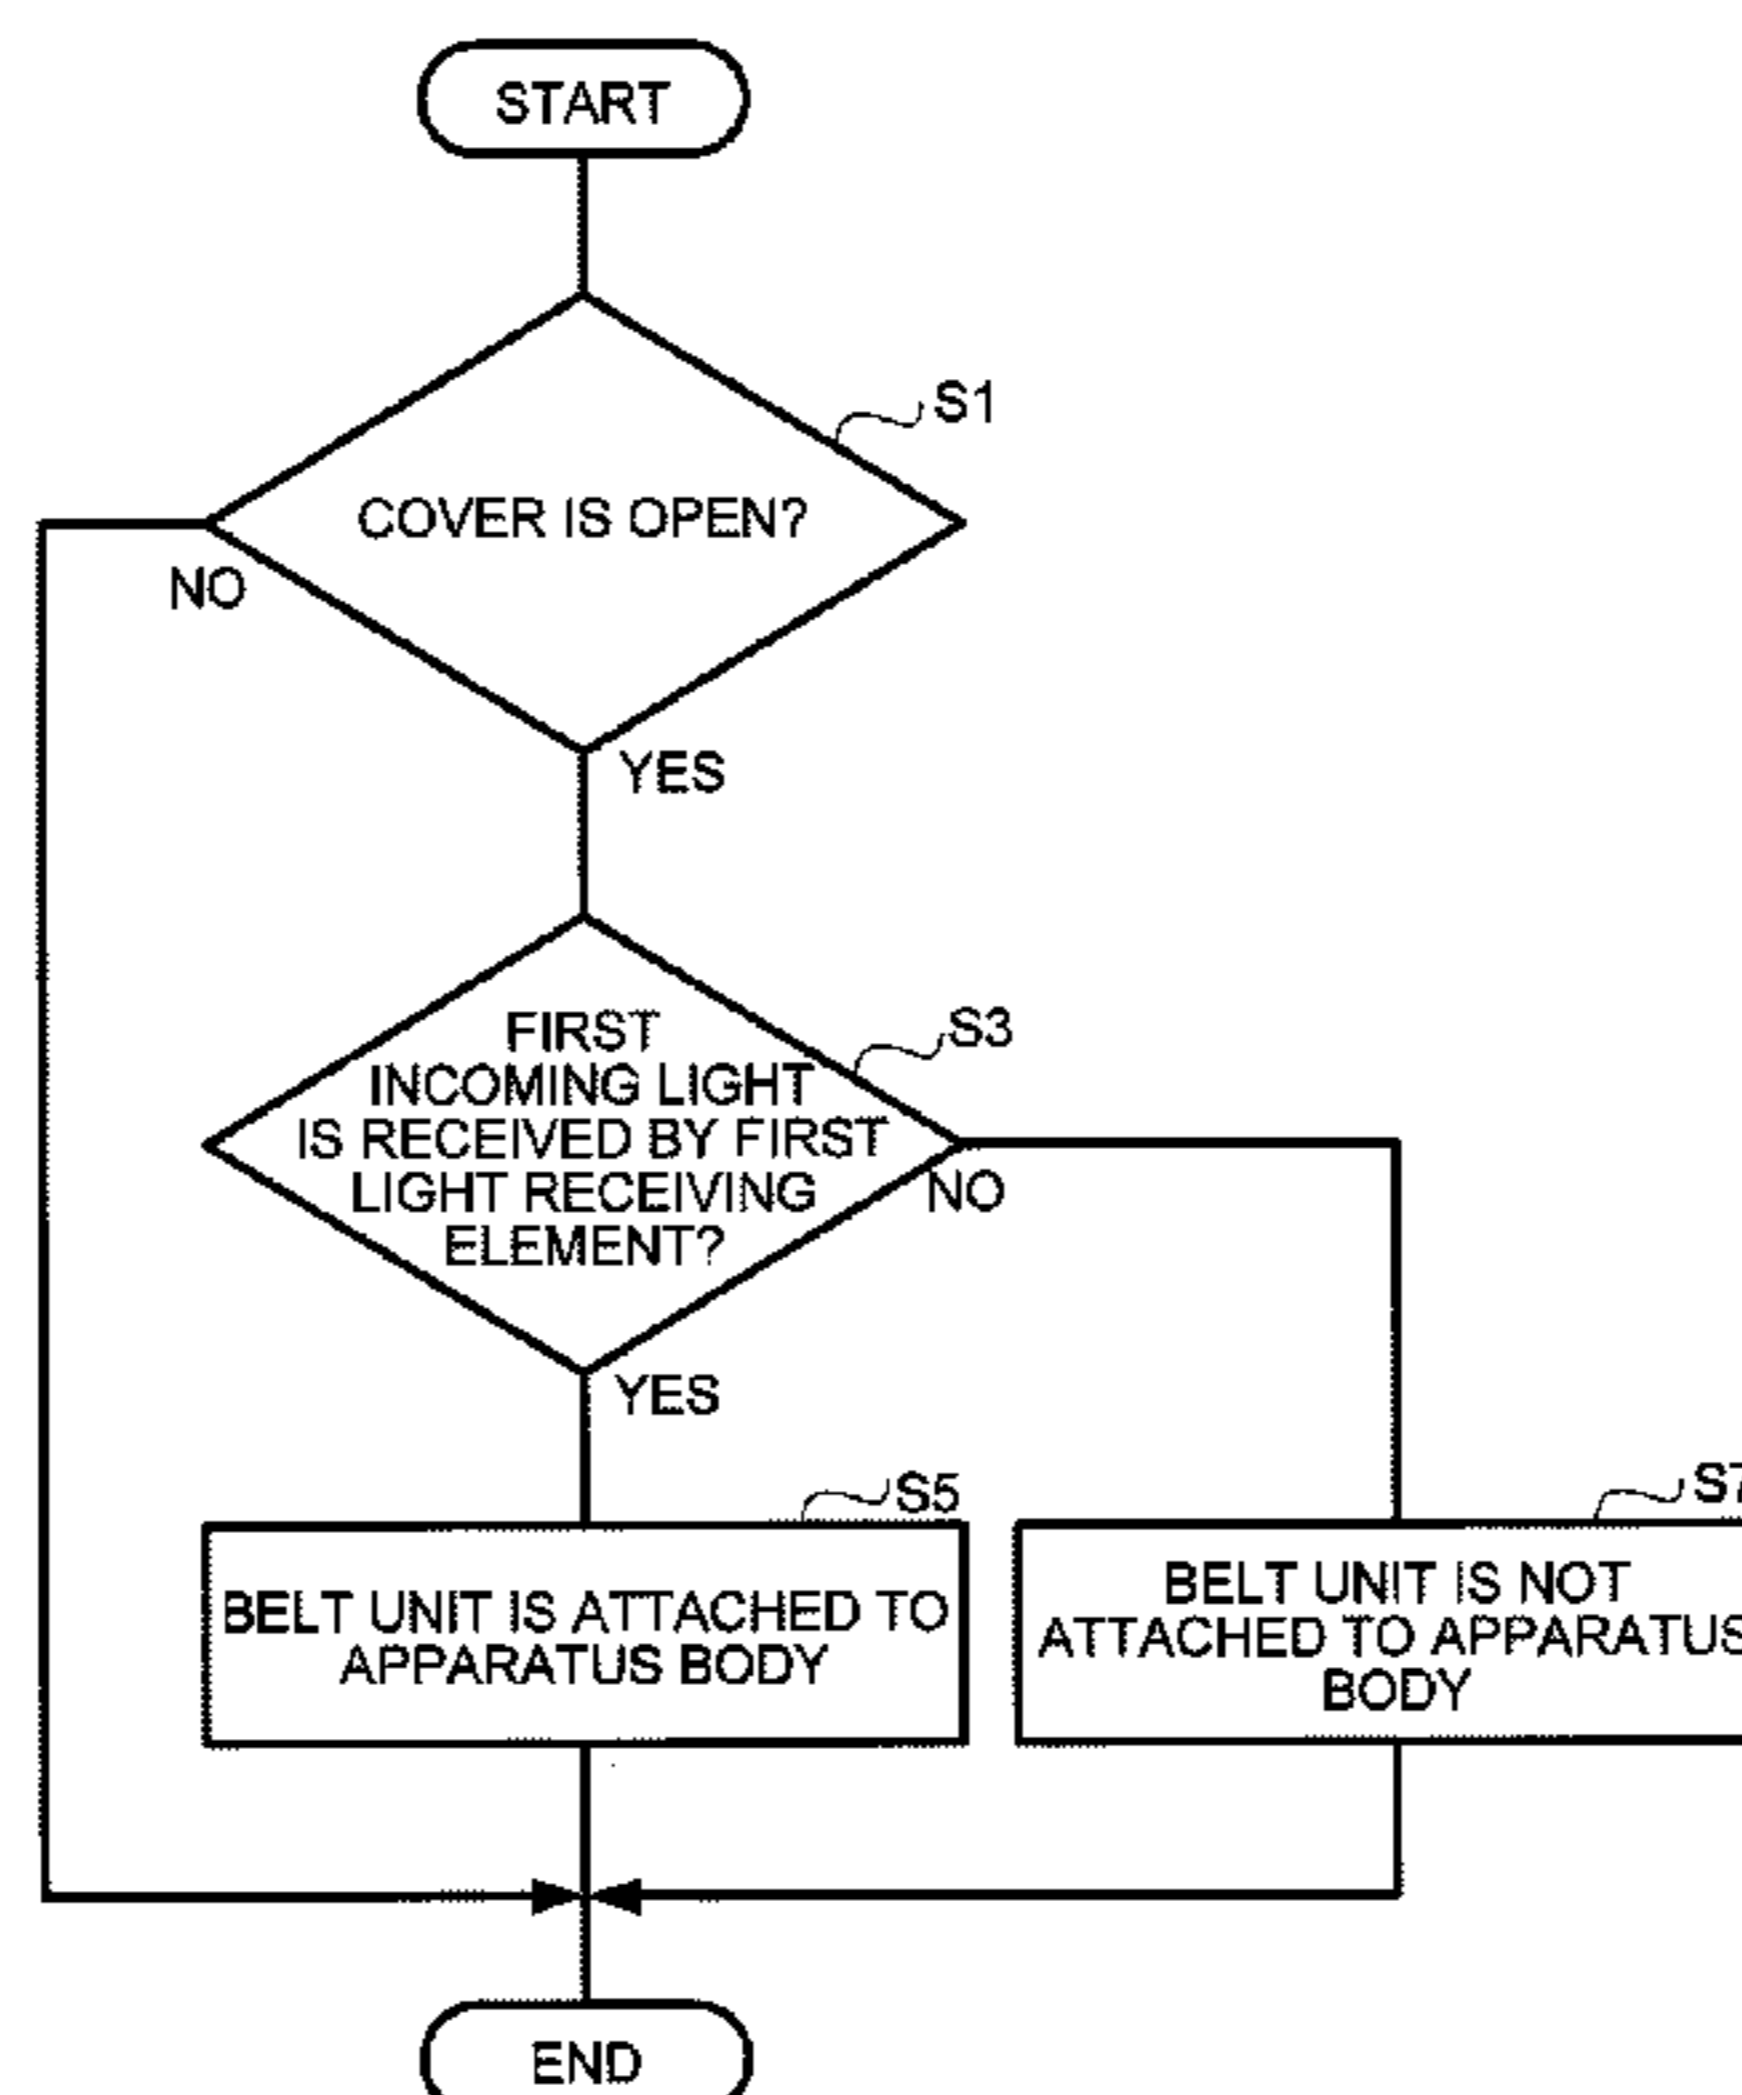 START
S1
COVER IS OPEN?
NO
YES
S3
FIRST
INCOMING LIGHT
IS RECEIVED BY FIRST
LIGHT RECEIVING
ELEMENT?
NO
YES
S5
S7
BELT UNIT IS ATTACHED TO
APPARATUS BODY
BELT UNIT IS NOT
ATTACHED TO APPARATUS
BODY
END